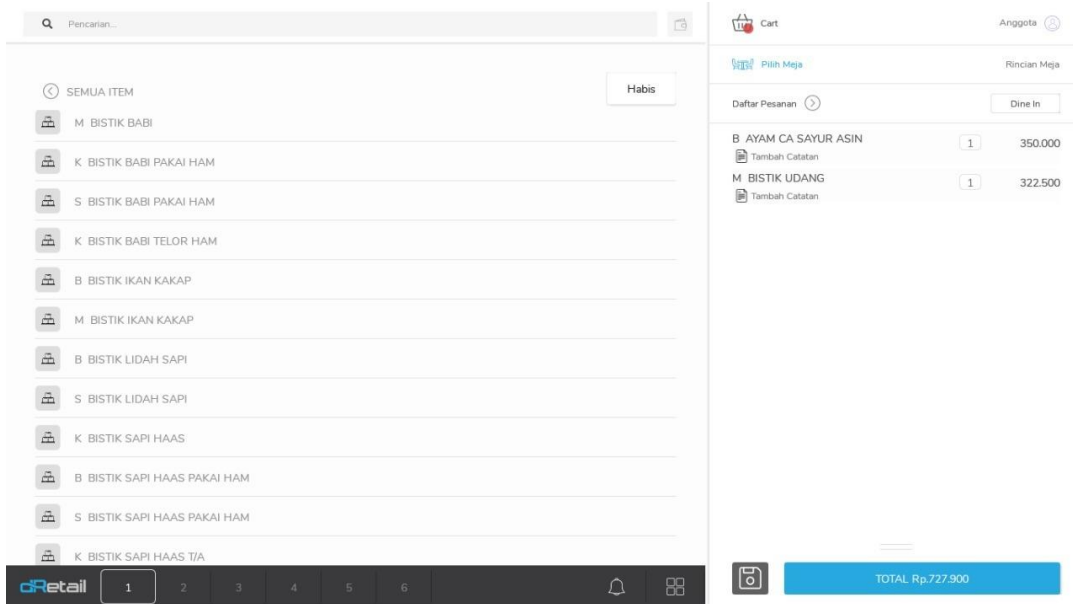 Pencarian...
SEMUA ITEM
Habis
M BISTIK BABI
K BISTIK BABI PAKAI HAM
S BISTIK BABI PAKAI HAM
K BISTIK BABI TELOR HAM
B BISTIK IKAN KAKAP
M BISTIK IKAN KAKAP
B BISTIK LIDAH SAPI
S BISTIK LIDAH SAPI
K BISTIK SAPI HAAS
B BISTIK SAPI HAAS PAKAI HAM
S BISTIK SAPI HAAS PAKAI HAM
K BISTIK SAPI HAAS T/A
dRetail 1 2 3 4 5 6
Cart Anggota
Pilih Meja Rincian Meja
Daftar Pesanan Dine In
B AYAM CA SAYUR ASIN 1 350.000
Tambah Catatan
M BISTIK UDANG 1 322.500
Tambah Catatan
TOTAL Rp.727.900